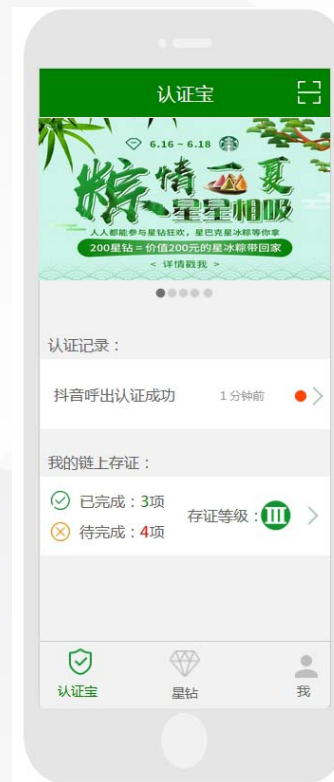 认证宝
6.16 ~ 6.18
粽情一夏
星星相吸
人人都能参与星钻狂欢，星巴克星冰粽等你拿
200星钻 = 价值200元的星冰粽带回家
< 详情戳我 >
认证记录：
抖音呼出认证成功 1 分钟前
我的链上存证：
已完成：3项
待完成：4项
存证等级： III
认证宝 星钻 我